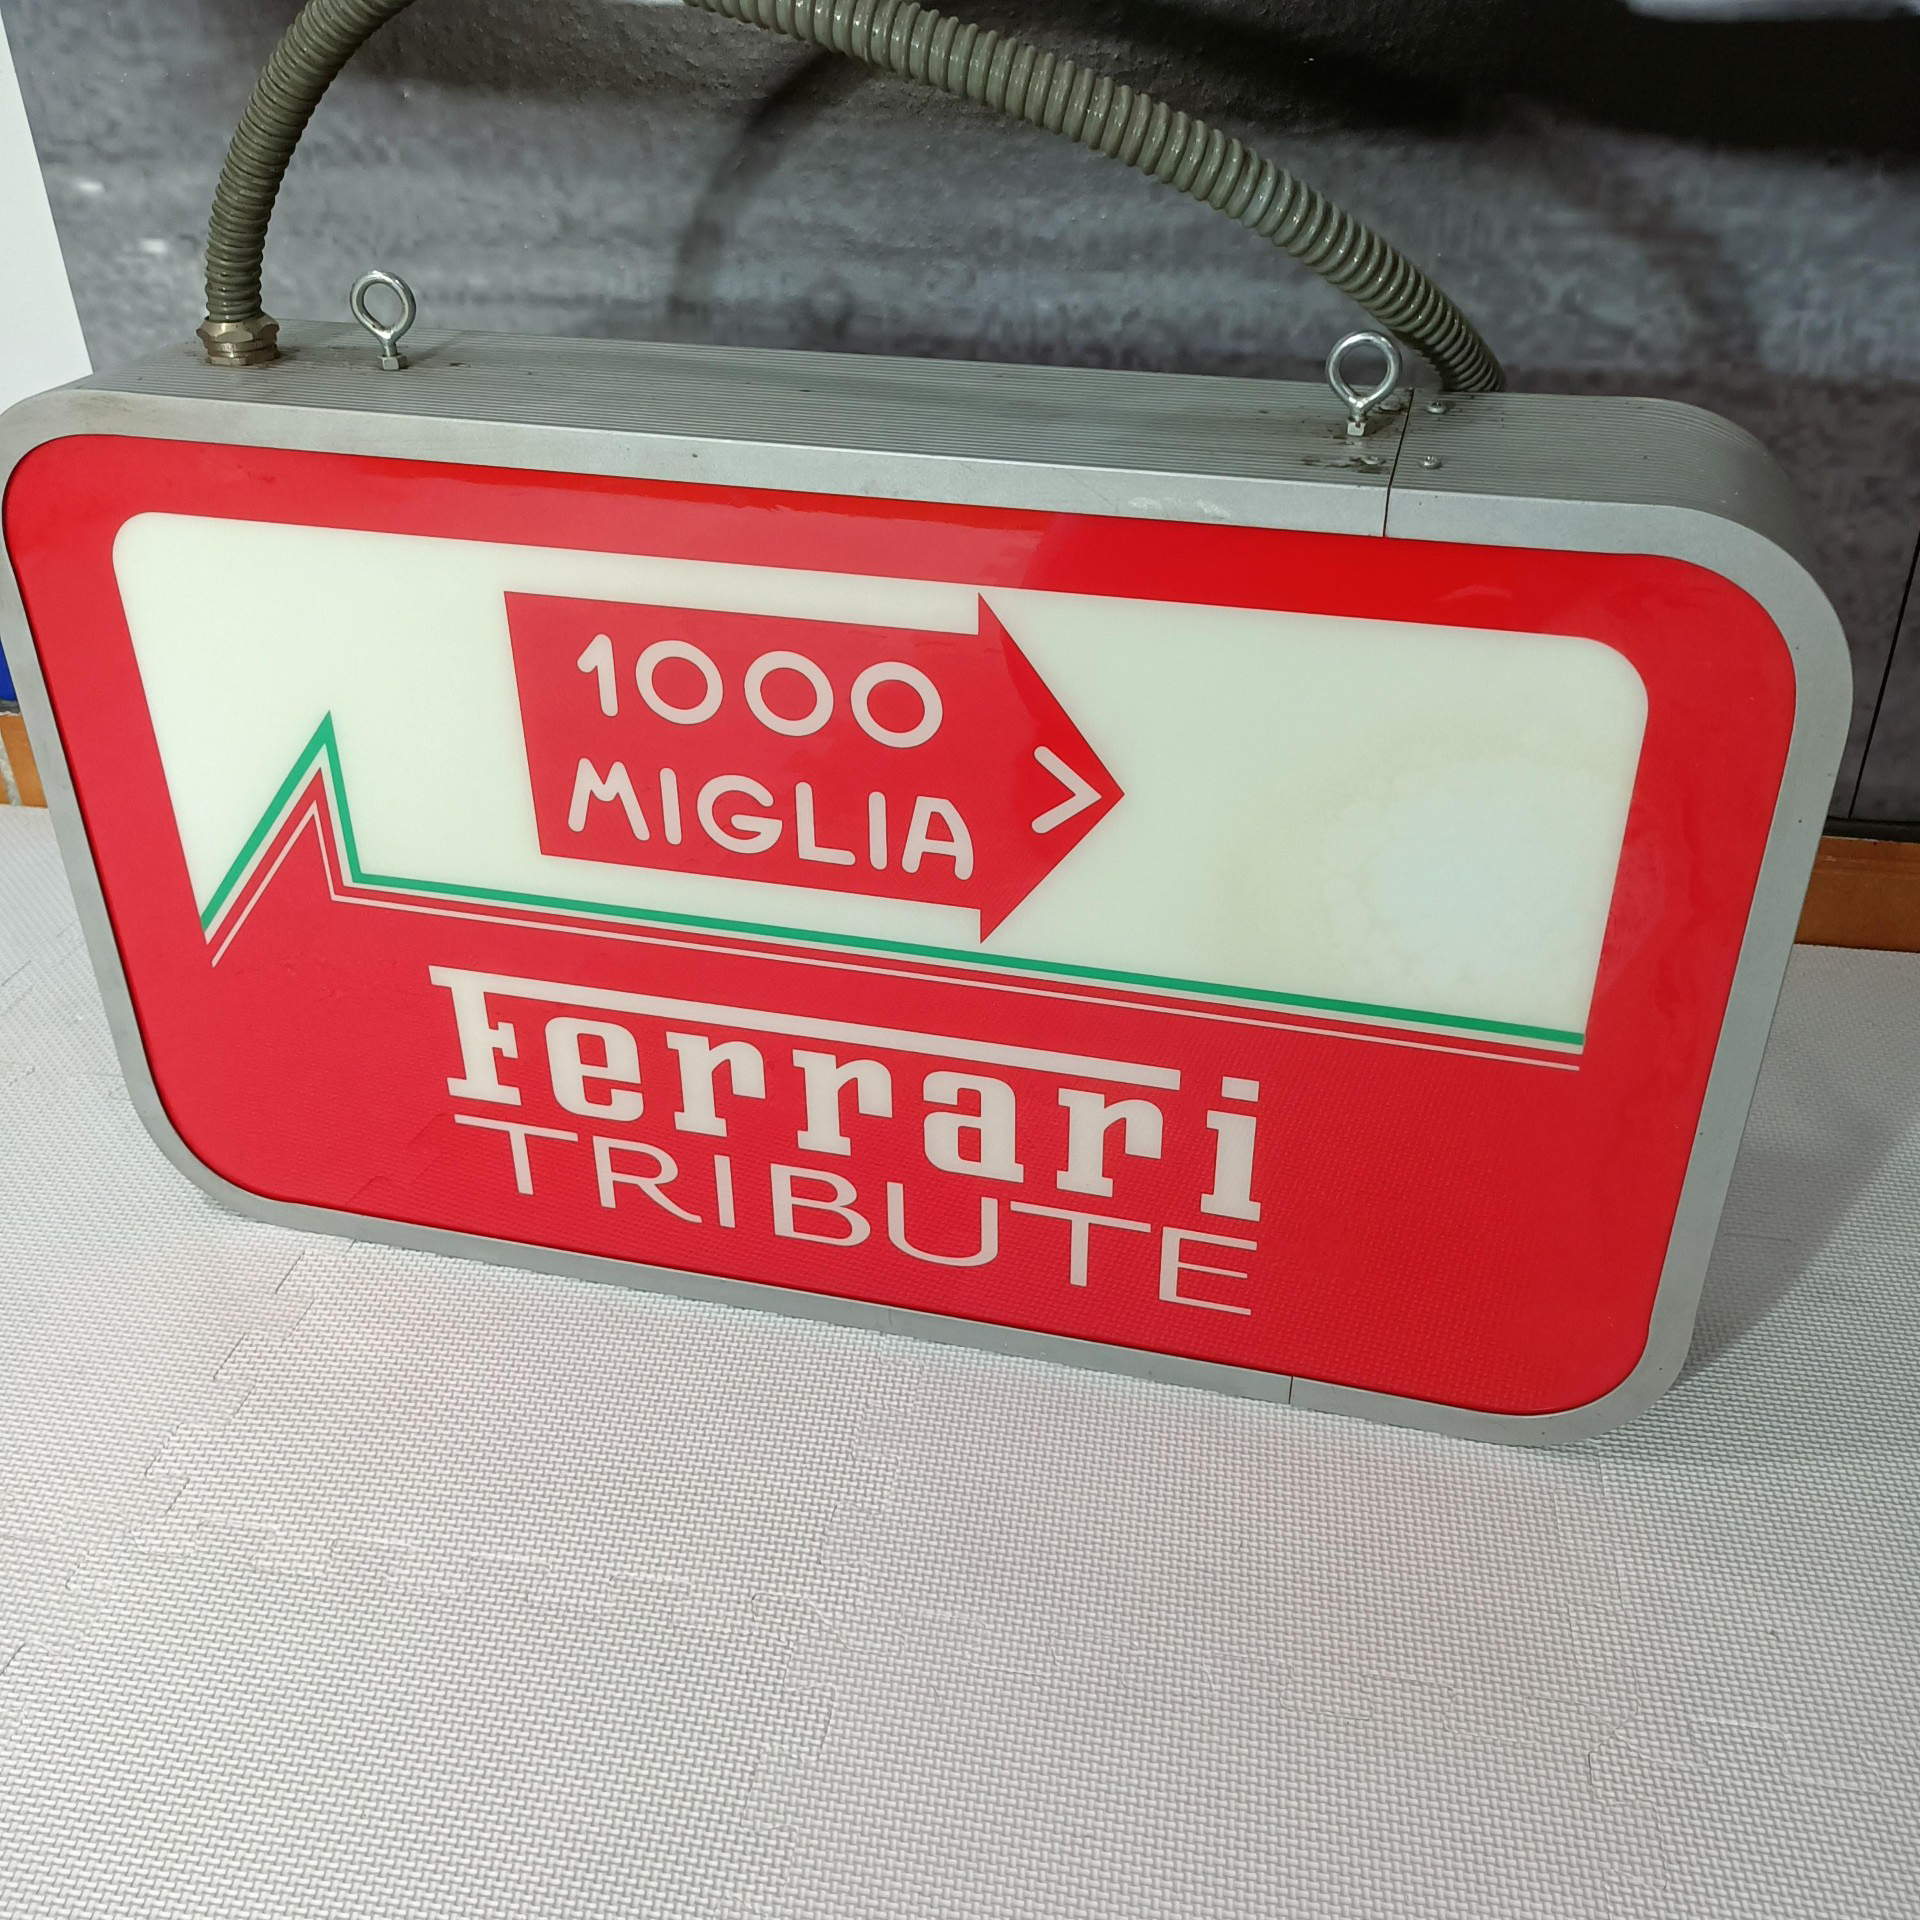 1000
MIGLIA >
Ferrari
TRIBUTE